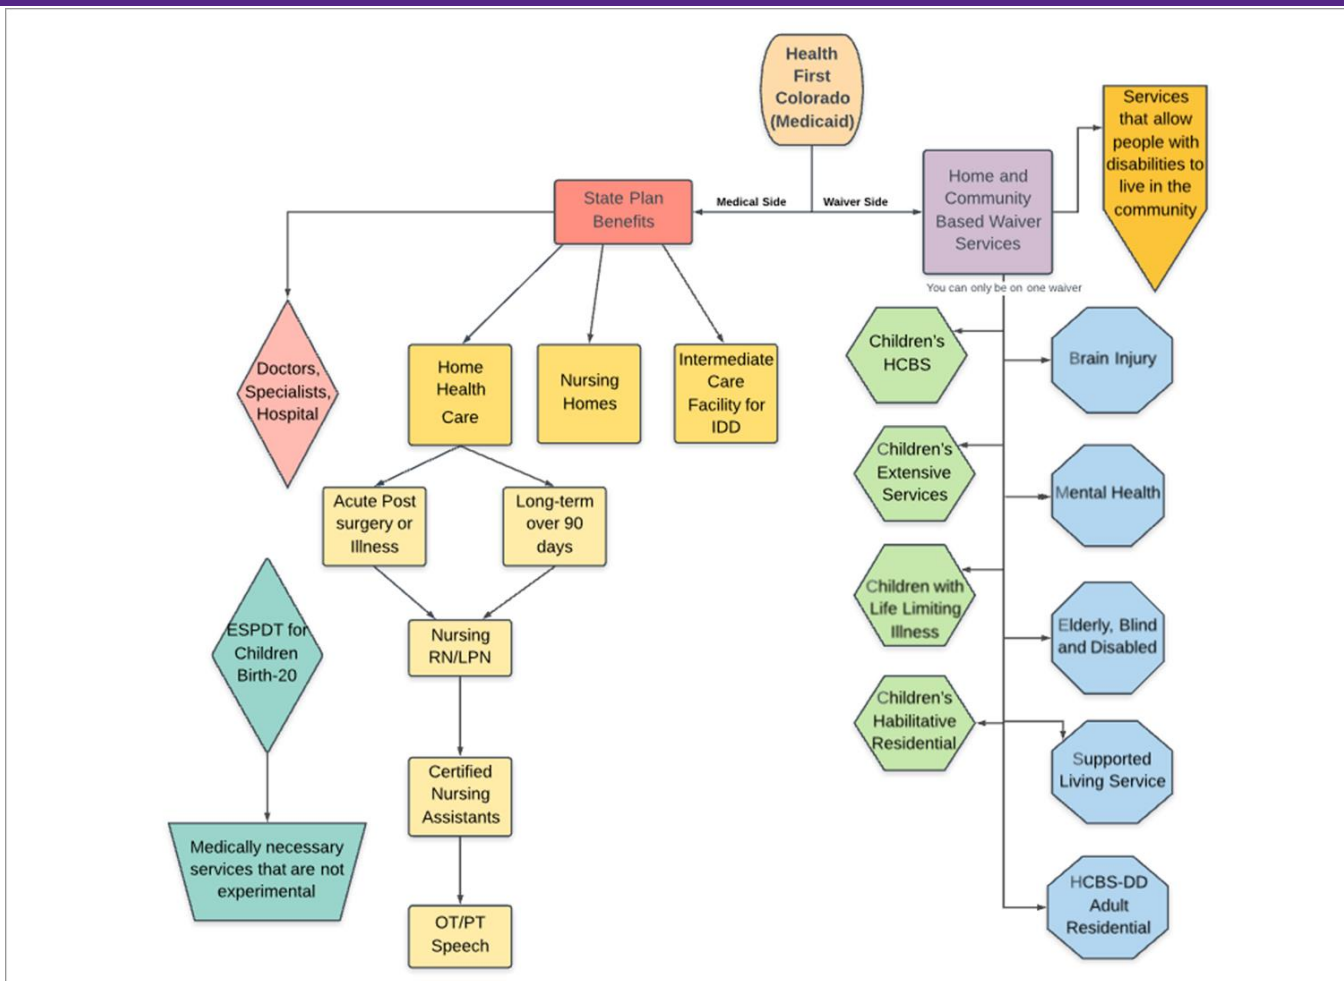 Health
First
Colorado
(Medicaid)
Services
that allow
people with
disabilities to
live in the
community
State Plan
Benefits
Medical Side
Waiver Side
Home and
Community
Based Waiver
Services
You can only be on one waiver
Doctors,
Specialists,
Hospital
Home
Health
Care
Nursing
Homes
Intermediate
Care
Facility for
IDD
Children's
HCBS
Brain Injury
Acute Post
surgery or
Illness
Long-term
over 90
days
Children's
Extensive
Services
Mental Health
ESPDT for
Children
Birth-20
Nursing
RN/LPN
Children with
Life Limiting
Illness
Elderly, Blind
and Disabled
Children's
Habilitative
Residential
Supported
Living Service
Certified
Nursing
Assistants
Medically necessary
services that are not
experimental
OT/PT
Speech
HCBS-DD
Adult
Residential